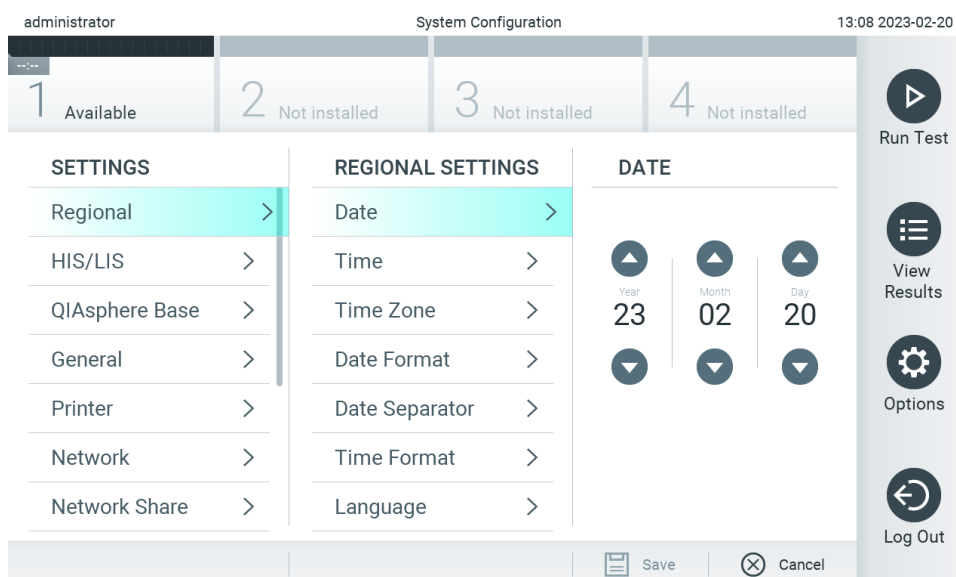 administrator
System Configuration
13:08 2023-02-20
--:--
1 Available
2 Not installed
3 Not installed
4 Not installed
Run Test
View
Results
Options
Log Out
SETTINGS
Regional
HIS/LIS
QIAsphere Base
General
Printer
Network
Network Share
REGIONAL SETTINGS
Date
Time
Time Zone
Date Format
Date Separator
Time Format
Language
DATE
Year
Month
Day
23
02
20
Save
Cancel